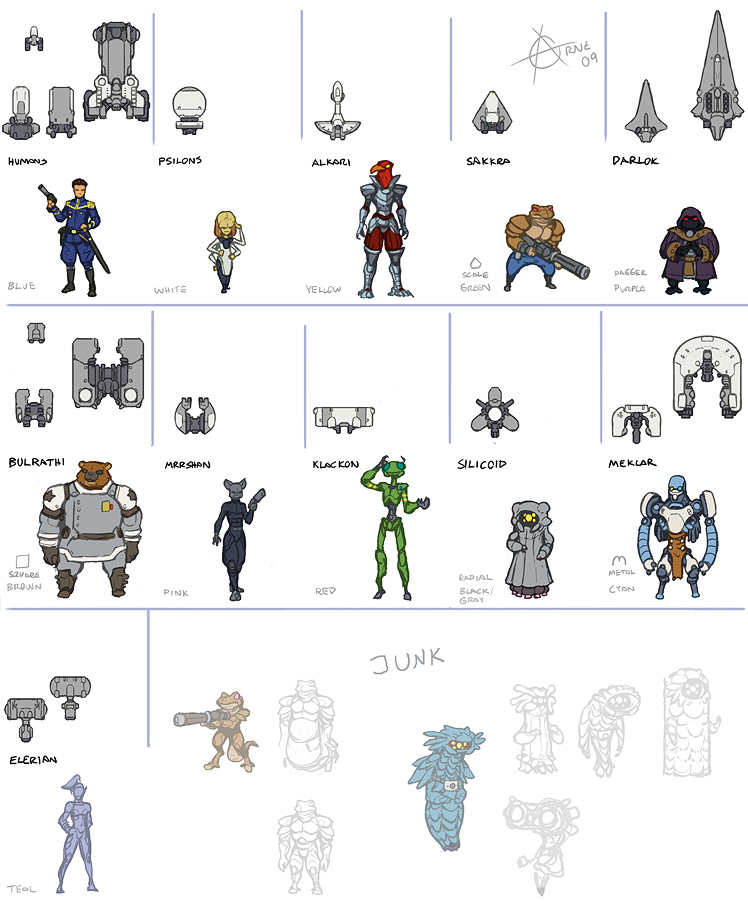 ARNE
09
HUMANS
PSILONS
ALKARI
SAKKRA
DARLOK
BLUE
WHITE
YELLOW
SCALE
GREEN
DAGGER
PURPLE
BULRATHI
MRRSHAN
KLACKON
SILICOID
MEKLAR
SQUARE
BROWN
PINK
RED
RADIAL
BLACK/
GRAY
METAL
CYAN
JUNK
ELERIAN
TEAL